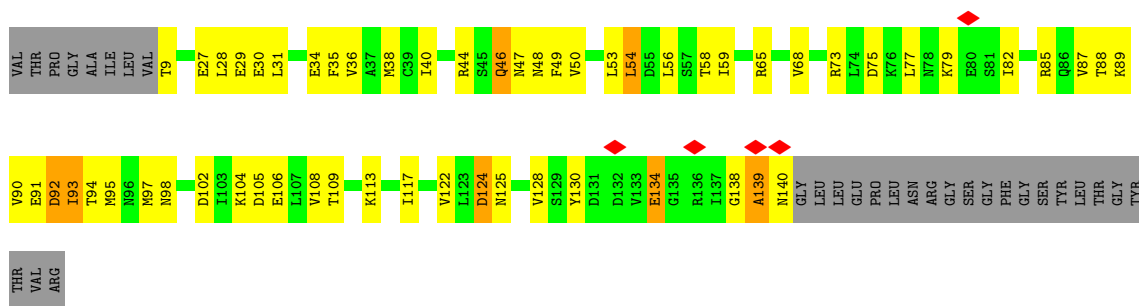 VAL THR PRO GLY ALA ILE LEU VAL T9 E27 L28 E29 E30 L31 E34 F35 V36 A37 M38 C39 I40 R44 S45 Q46 N47 N48 F49 V50 L53 L54 D55 L56 S57 T58 I59 R65 V68 R73 L74 D75 K76 L77 N78 K79 E80 S81 I82 R85 Q86 V87 T88 K89
V90 E91 D92 I93 T94 M95 N96 M97 N98 D102 I103 K104 D105 E106 L107 V108 T109 K113 I117 V122 L123 D124 N125 V128 S129 Y130 D131 D132 V133 E134 G135 R136 I137 G138 A139 N140 GLY LEU LEU GLU PRO LEU ASN ARG GLY SER GLY PHE GLY SER TYR LEU THR GLY TYR
THR VAL ARG